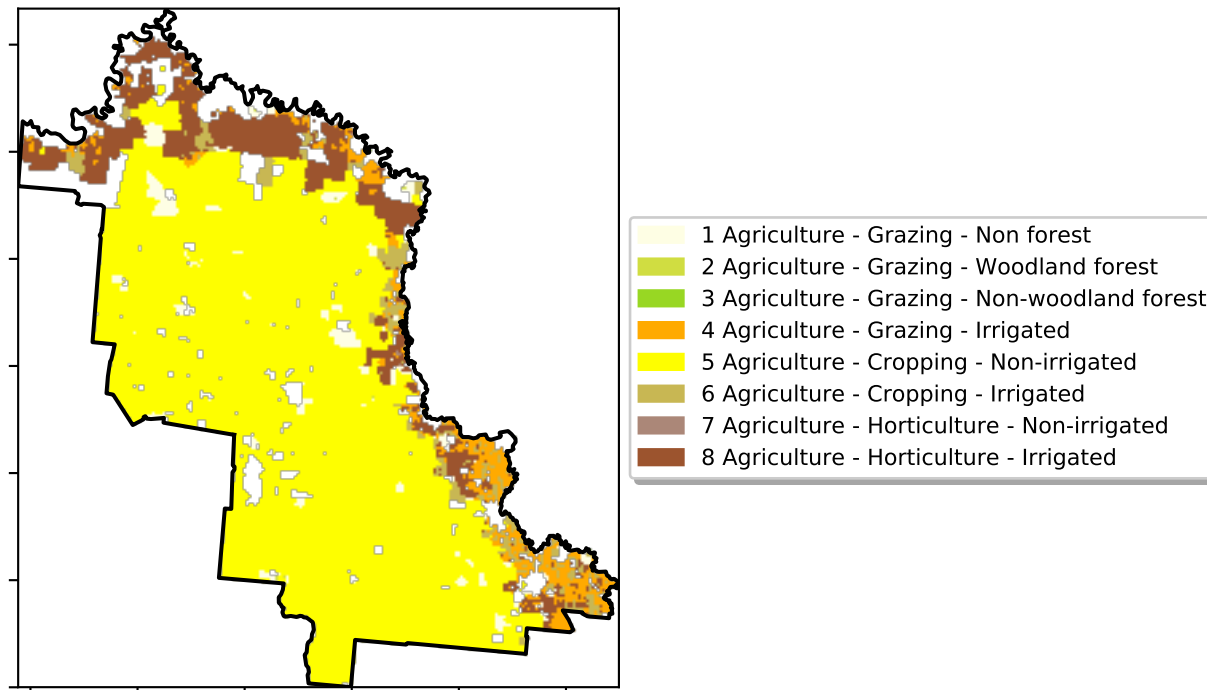 1 Agriculture - Grazing - Non forest
2 Agriculture - Grazing - Woodland forest
3 Agriculture - Grazing - Non-woodland forest
4 Agriculture - Grazing - Irrigated
5 Agriculture - Cropping - Non-irrigated
6 Agriculture - Cropping - Irrigated
7 Agriculture - Horticulture - Non-irrigated
8 Agriculture - Horticulture - Irrigated